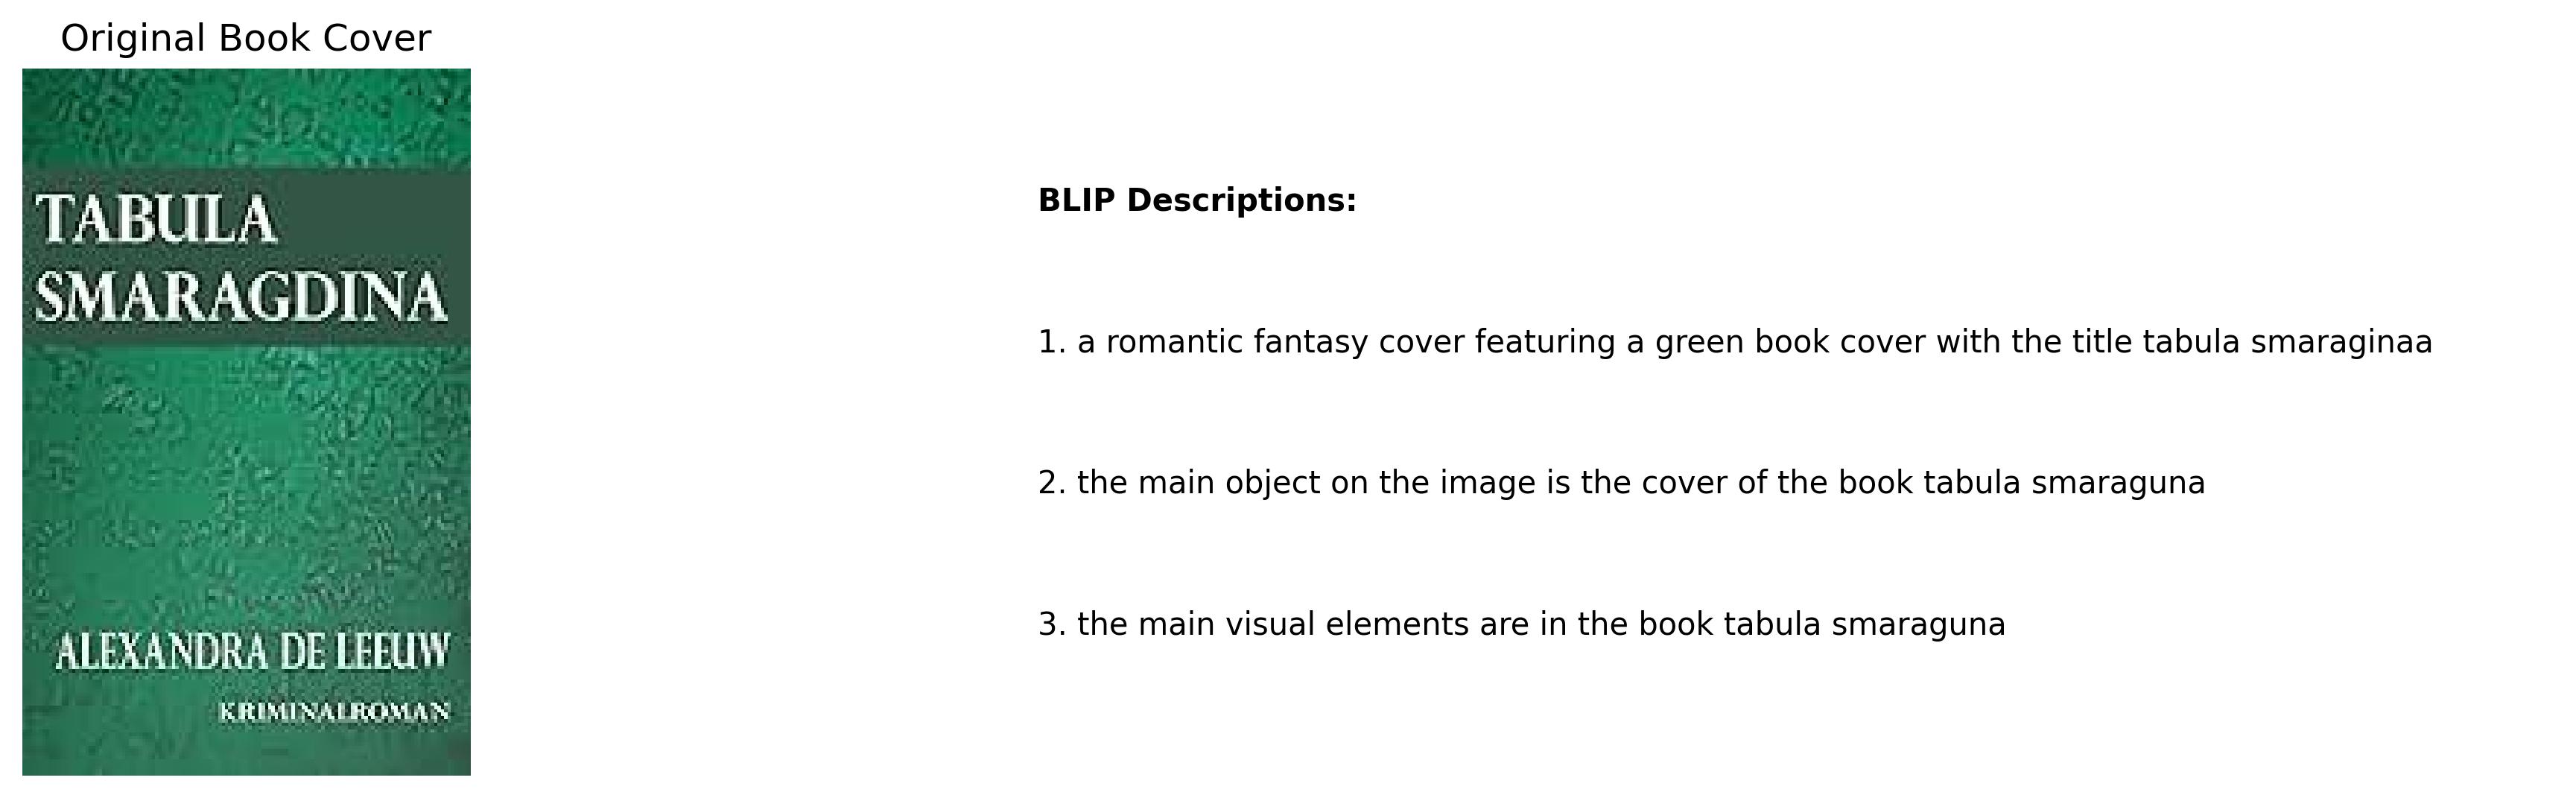 Original Book Cover
TABULA
SMARAGDINA
ALEXANDRA DE LEEUW
KRIMINALROMAN
BLIP Descriptions:
1. a romantic fantasy cover featuring a green book cover with the title tabula smaraginaa
2. the main object on the image is the cover of the book tabula smaraguna
3. the main visual elements are in the book tabula smaraguna